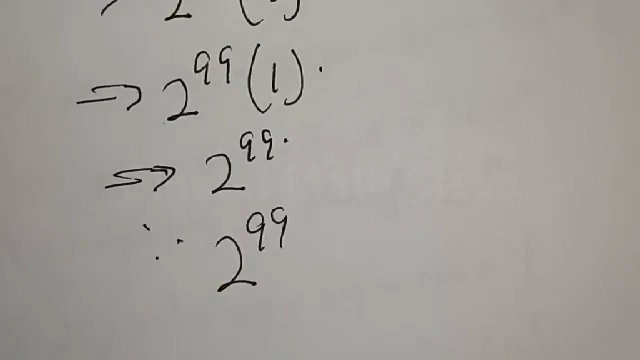 ⇒ 2^99 (1).
⇒ 2^99.
∵ 2^99